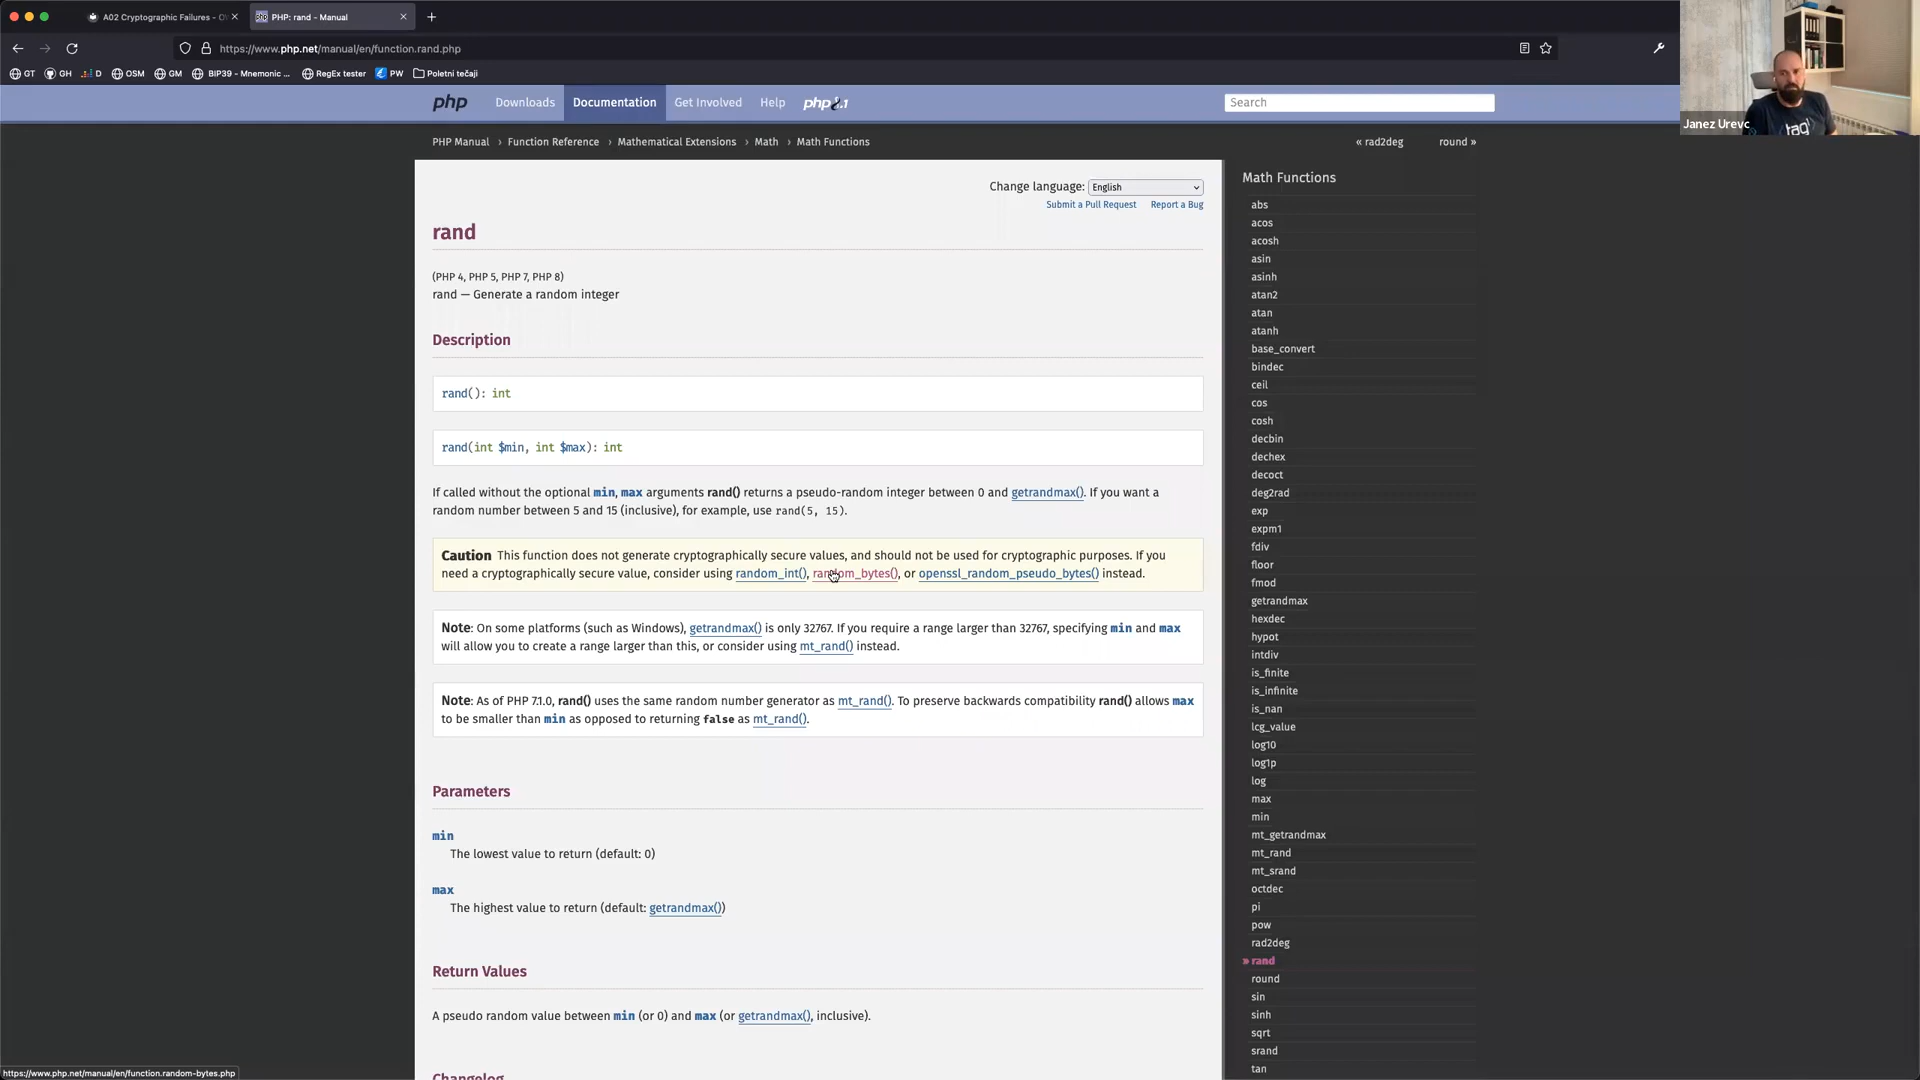 A02 Cryptographic Failures - O
PHP: rand - Manual
https://www.php.net/manual/en/function.rand.php
GT
GH
D
OSM
GM
BIP39 - Mnemonic ...
RegEx tester
PW
Poletni tečaji
Janez Urevc
tag
php
Downloads
Documentation
Get Involved
Help
php8.1
Search
PHP Manual › Function Reference › Mathematical Extensions › Math › Math Functions
« rad2deg
round »
Change language: English
Submit a Pull Request
Report a Bug
rand
(PHP 4, PHP 5, PHP 7, PHP 8)
rand — Generate a random integer
Description
rand(): int
rand(int $min, int $max): int
If called without the optional min, max arguments rand() returns a pseudo-random integer between 0 and getrandmax(). If you want a
random number between 5 and 15 (inclusive), for example, use rand(5, 15).
Caution This function does not generate cryptographically secure values, and should not be used for cryptographic purposes. If you
need a cryptographically secure value, consider using random_int(), random_bytes(), or openssl_random_pseudo_bytes() instead.
Note: On some platforms (such as Windows), getrandmax() is only 32767. If you require a range larger than 32767, specifying min and max
will allow you to create a range larger than this, or consider using mt_rand() instead.
Note: As of PHP 7.1.0, rand() uses the same random number generator as mt_rand(). To preserve backwards compatibility rand() allows max
to be smaller than min as opposed to returning false as mt_rand().
Parameters
min
The lowest value to return (default: 0)
max
The highest value to return (default: getrandmax())
Return Values
A pseudo random value between min (or 0) and max (or getrandmax(), inclusive).
Changelog
Math Functions
abs
acos
acosh
asin
asinh
atan2
atan
atanh
base_convert
bindec
ceil
cos
cosh
decbin
dechex
decoct
deg2rad
exp
expm1
fdiv
floor
fmod
getrandmax
hexdec
hypot
intdiv
is_finite
is_infinite
is_nan
lcg_value
log10
log1p
log
max
min
mt_getrandmax
mt_rand
mt_srand
octdec
pi
pow
rad2deg
» rand
round
sin
sinh
sqrt
srand
tan
https://www.php.net/manual/en/function.random-bytes.php